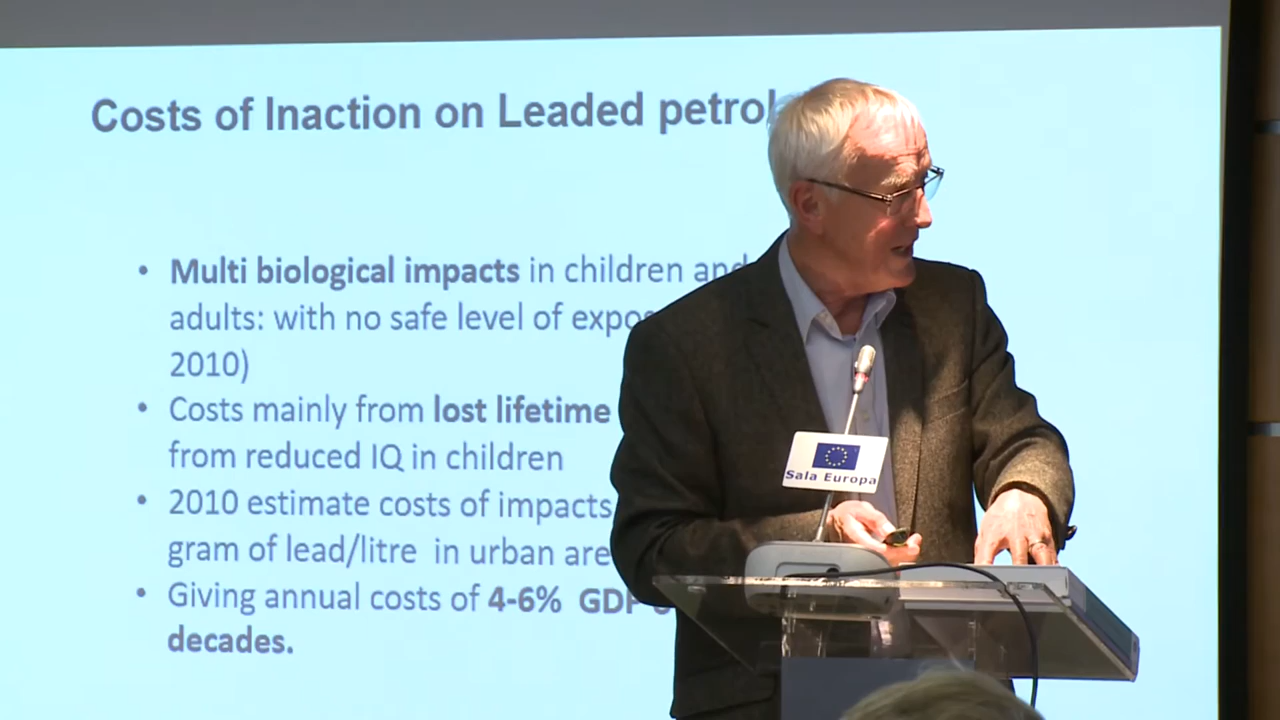 Costs of Inaction on Leaded petrol
• Multi biological impacts in children and
adults: with no safe level of
2010)
• Costs mainly from lost lifetime
from reduced IQ in children
• 2010 estimate costs of impacts
gram of lead/litre in urban
• Giving annual costs of 4-6% GDP
decades.
Sala Europa